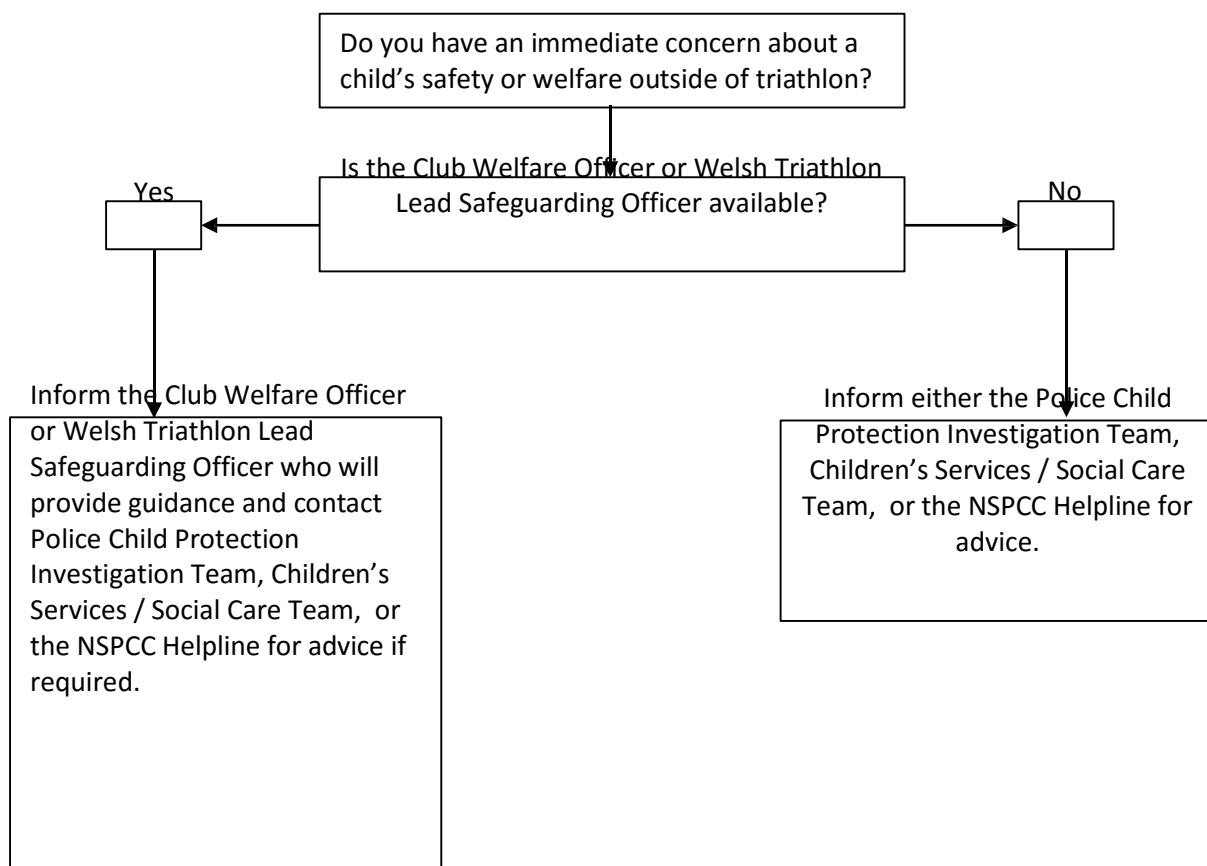 Do you have an immediate concern about a
child’s safety or welfare outside of triathlon?
Is the Club Welfare Officer or Welsh Triathlon
Lead Safeguarding Officer available?
Yes
No
Inform the Club Welfare Officer
or Welsh Triathlon Lead
Safeguarding Officer who will
provide guidance and contact
Police Child Protection
Investigation Team, Children’s
Services / Social Care Team,  or
the NSPCC Helpline for advice if
required.
Inform either the Police Child
Protection Investigation Team,
Children’s Services / Social Care
Team,  or the NSPCC Helpline for
advice.